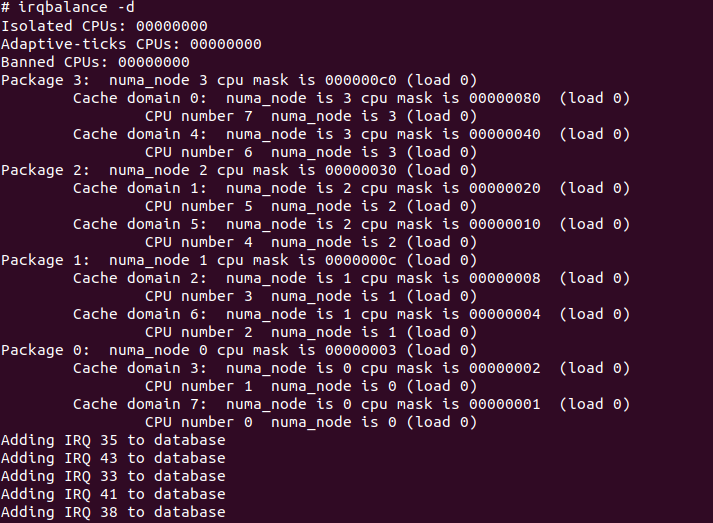 # irqbalance -d
Isolated CPUs: 00000000
Adaptive-ticks CPUs: 00000000
Banned CPUs: 00000000
Package 3:  numa_node 3 cpu mask is 000000c0 (load 0)
        Cache domain 0:  numa_node is 3 cpu mask is 00000080  (load 0)
                CPU number 7  numa_node is 3 (load 0)
        Cache domain 4:  numa_node is 3 cpu mask is 00000040  (load 0)
                CPU number 6  numa_node is 3 (load 0)
Package 2:  numa_node 2 cpu mask is 00000030 (load 0)
        Cache domain 1:  numa_node is 2 cpu mask is 00000020  (load 0)
                CPU number 5  numa_node is 2 (load 0)
        Cache domain 5:  numa_node is 2 cpu mask is 00000010  (load 0)
                CPU number 4  numa_node is 2 (load 0)
Package 1:  numa_node 1 cpu mask is 0000000c (load 0)
        Cache domain 2:  numa_node is 1 cpu mask is 00000008  (load 0)
                CPU number 3  numa_node is 1 (load 0)
        Cache domain 6:  numa_node is 1 cpu mask is 00000004  (load 0)
                CPU number 2  numa_node is 1 (load 0)
Package 0:  numa_node 0 cpu mask is 00000003 (load 0)
        Cache domain 3:  numa_node is 0 cpu mask is 00000002  (load 0)
                CPU number 1  numa_node is 0 (load 0)
        Cache domain 7:  numa_node is 0 cpu mask is 00000001  (load 0)
                CPU number 0  numa_node is 0 (load 0)
Adding IRQ 35 to database
Adding IRQ 43 to database
Adding IRQ 33 to database
Adding IRQ 41 to database
Adding IRQ 38 to database